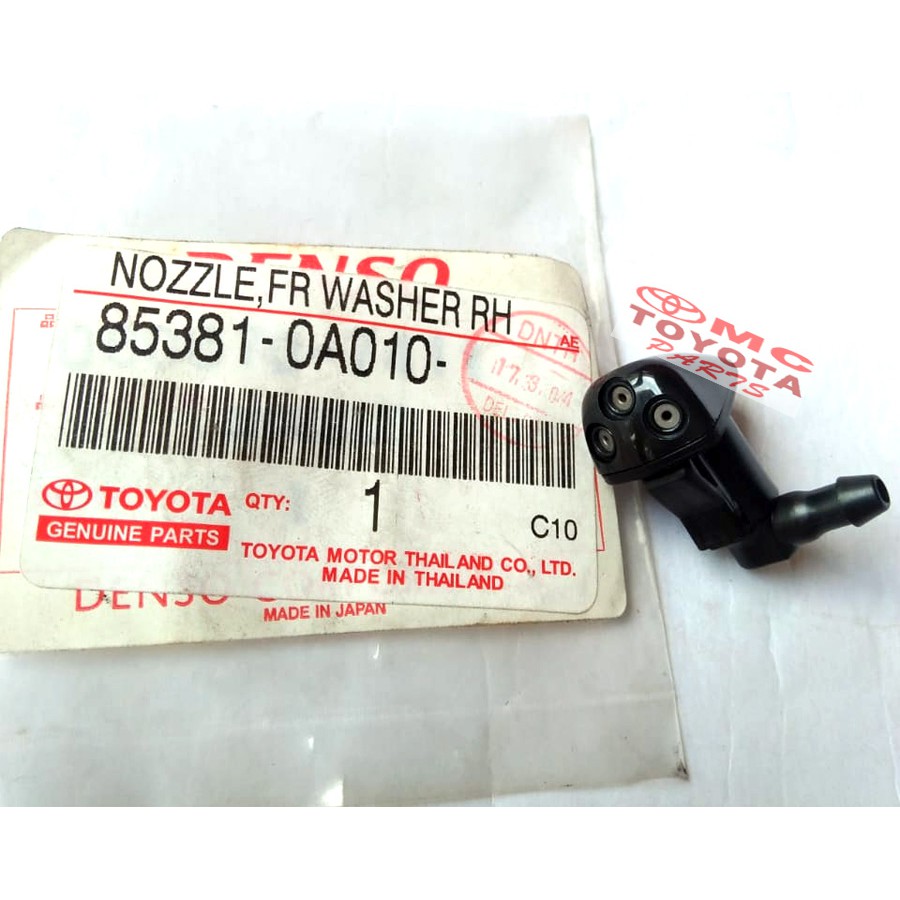 DENSO
NOZZLE,FR WASHER RH
85381-0A010-
AE
DNTH
TOYOTA
QTY: 1
C10
GENUINE PARTS
TOYOTA MOTOR THAILAND CO., LTD.
MADE IN THAILAND
DENSO
MADE IN JAPAN
MC
TOYOTA
PARTS